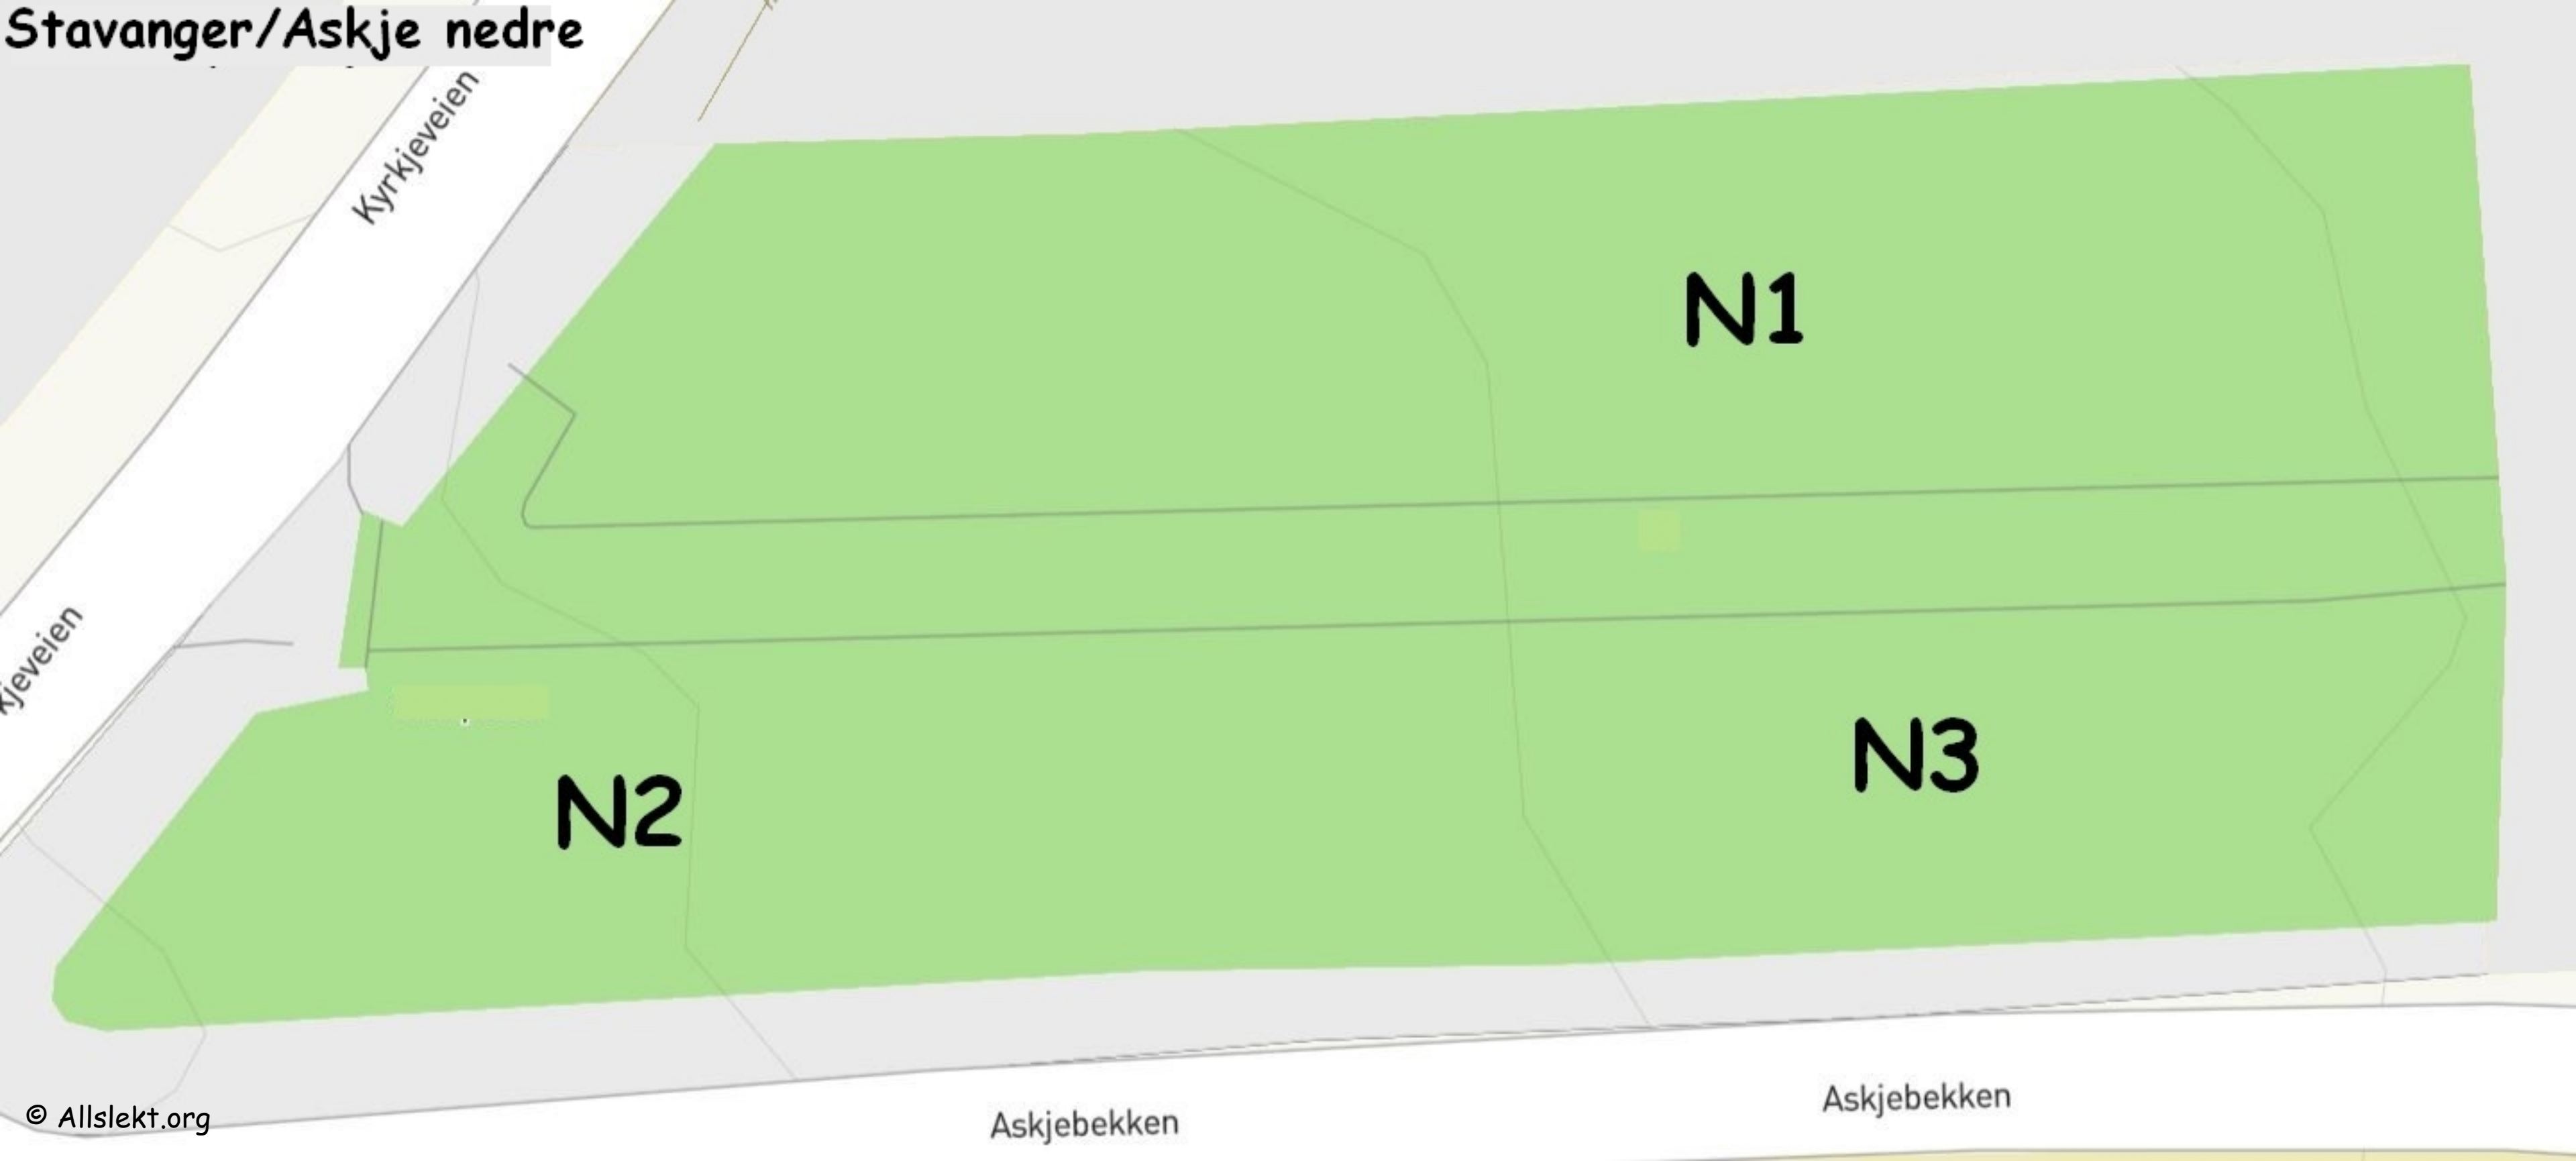 Stavanger/Askje nedre
Kyrkjeveien
N1
kjeveien
N3
N2
Askjebekken
© Allslekt.org
Askjebekken